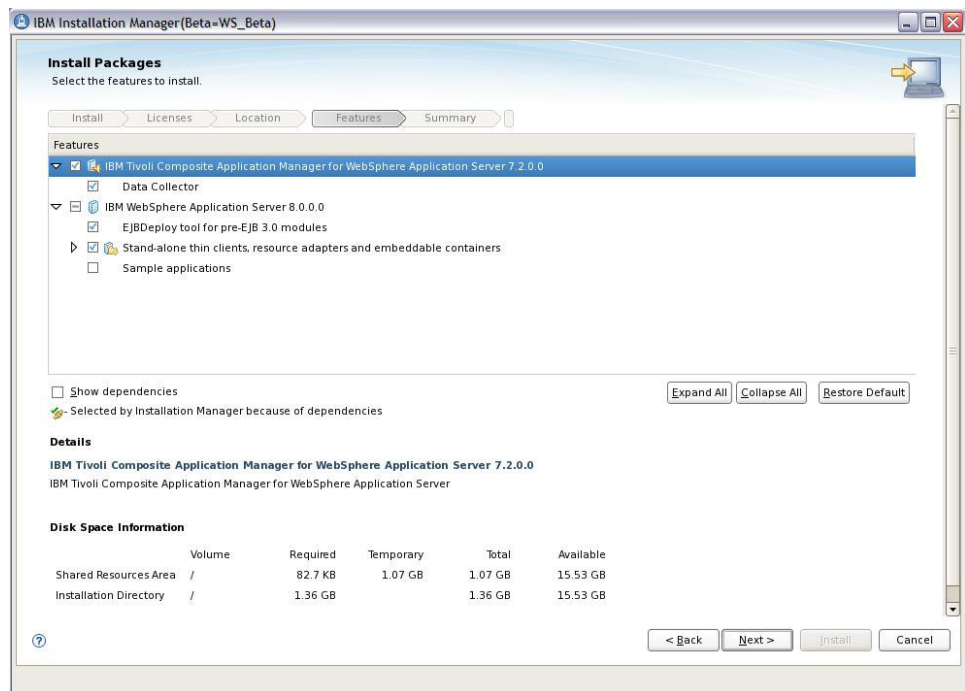 IBM Installation Manager(Beta=WS_Beta)
Install Packages
Select the features to install.
Install Licenses Location Features Summary
Features
IBM Tivoli Composite Application Manager for WebSphere Application Server 7.2.0.0
Data Collector
IBM WebSphere Application Server 8.0.0.0
EJBDeploy tool for pre-EJB 3.0 modules
Stand-alone thin clients, resource adapters and embeddable containers
Sample applications
Show dependencies Expand All Collapse All Restore Default
- Selected by Installation Manager because of dependencies
Details
IBM Tivoli Composite Application Manager for WebSphere Application Server 7.2.0.0
IBM Tivoli Composite Application Manager for WebSphere Application Server
Disk Space Information
Volume Required Temporary Total Available
Shared Resources Area / 82.7 KB 1.07 GB 1.07 GB 15.53 GB
Installation Directory / 1.36 GB 1.36 GB 15.53 GB
? < Back Next > Install Cancel